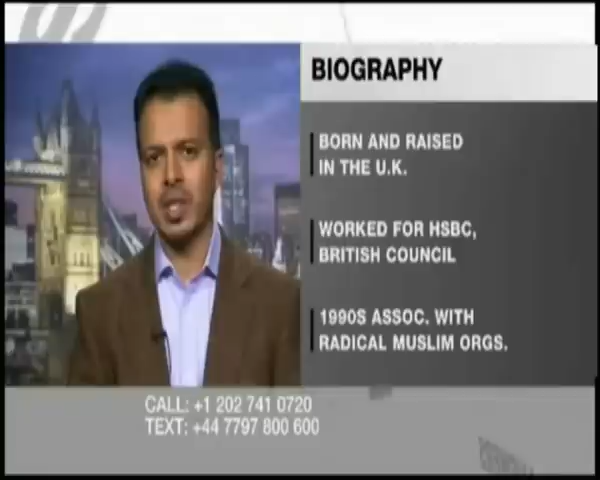 BIOGRAPHY
BORN AND RAISED
IN THE U.K.
WORKED FOR HSBC,
BRITISH COUNCIL
1990S ASSOC. WITH
RADICAL MUSLIM ORGS.
CALL: +1 202 741 0720
TEXT: +44 7797 800 600